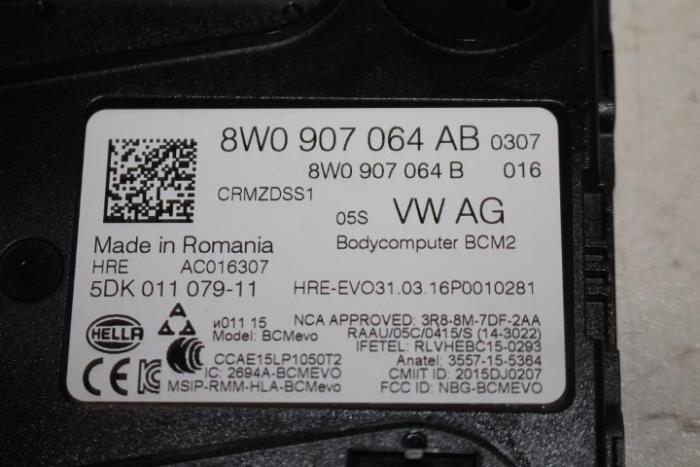 8W0 907 064 AB 0307
8W0 907 064 B 016
CRMZDSS1
05S VW AG
Made in Romania Bodycomputer BCM2
HRE AC016307
5DK 011 079-11 HRE-EVO31.03.16P0010281
HELLA
и011 15
Model: BCMevo
CCAE15LP1050T2
IC: 2694A-BCMEVO
MSIP-RMM-HLA-BCMevo
NCA APPROVED: 3R8-8M-7DF-2AA
RAAU/05C/0415/S (14-3022)
IFETEL: RLVHEBC15-0293
Anatel: 3557-15-5364
CMIIT ID: 2015DJ0207
FCC ID: NBG-BCMEVO
A
A A
CE